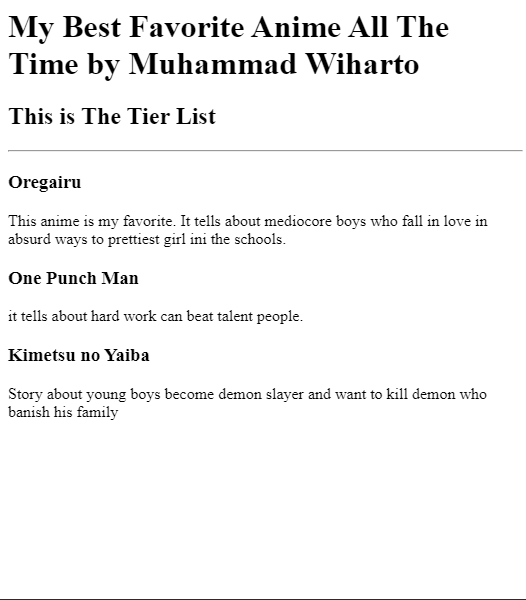 My Best Favorite Anime All The
Time by Muhammad Wiharto
This is The Tier List
Oregairu
This anime is my favorite. It tells about mediocore boys who fall in love in
absurd ways to prettiest girl ini the schools.
One Punch Man
it tells about hard work can beat talent people.
Kimetsu no Yaiba
Story about young boys become demon slayer and want to kill demon who
banish his family